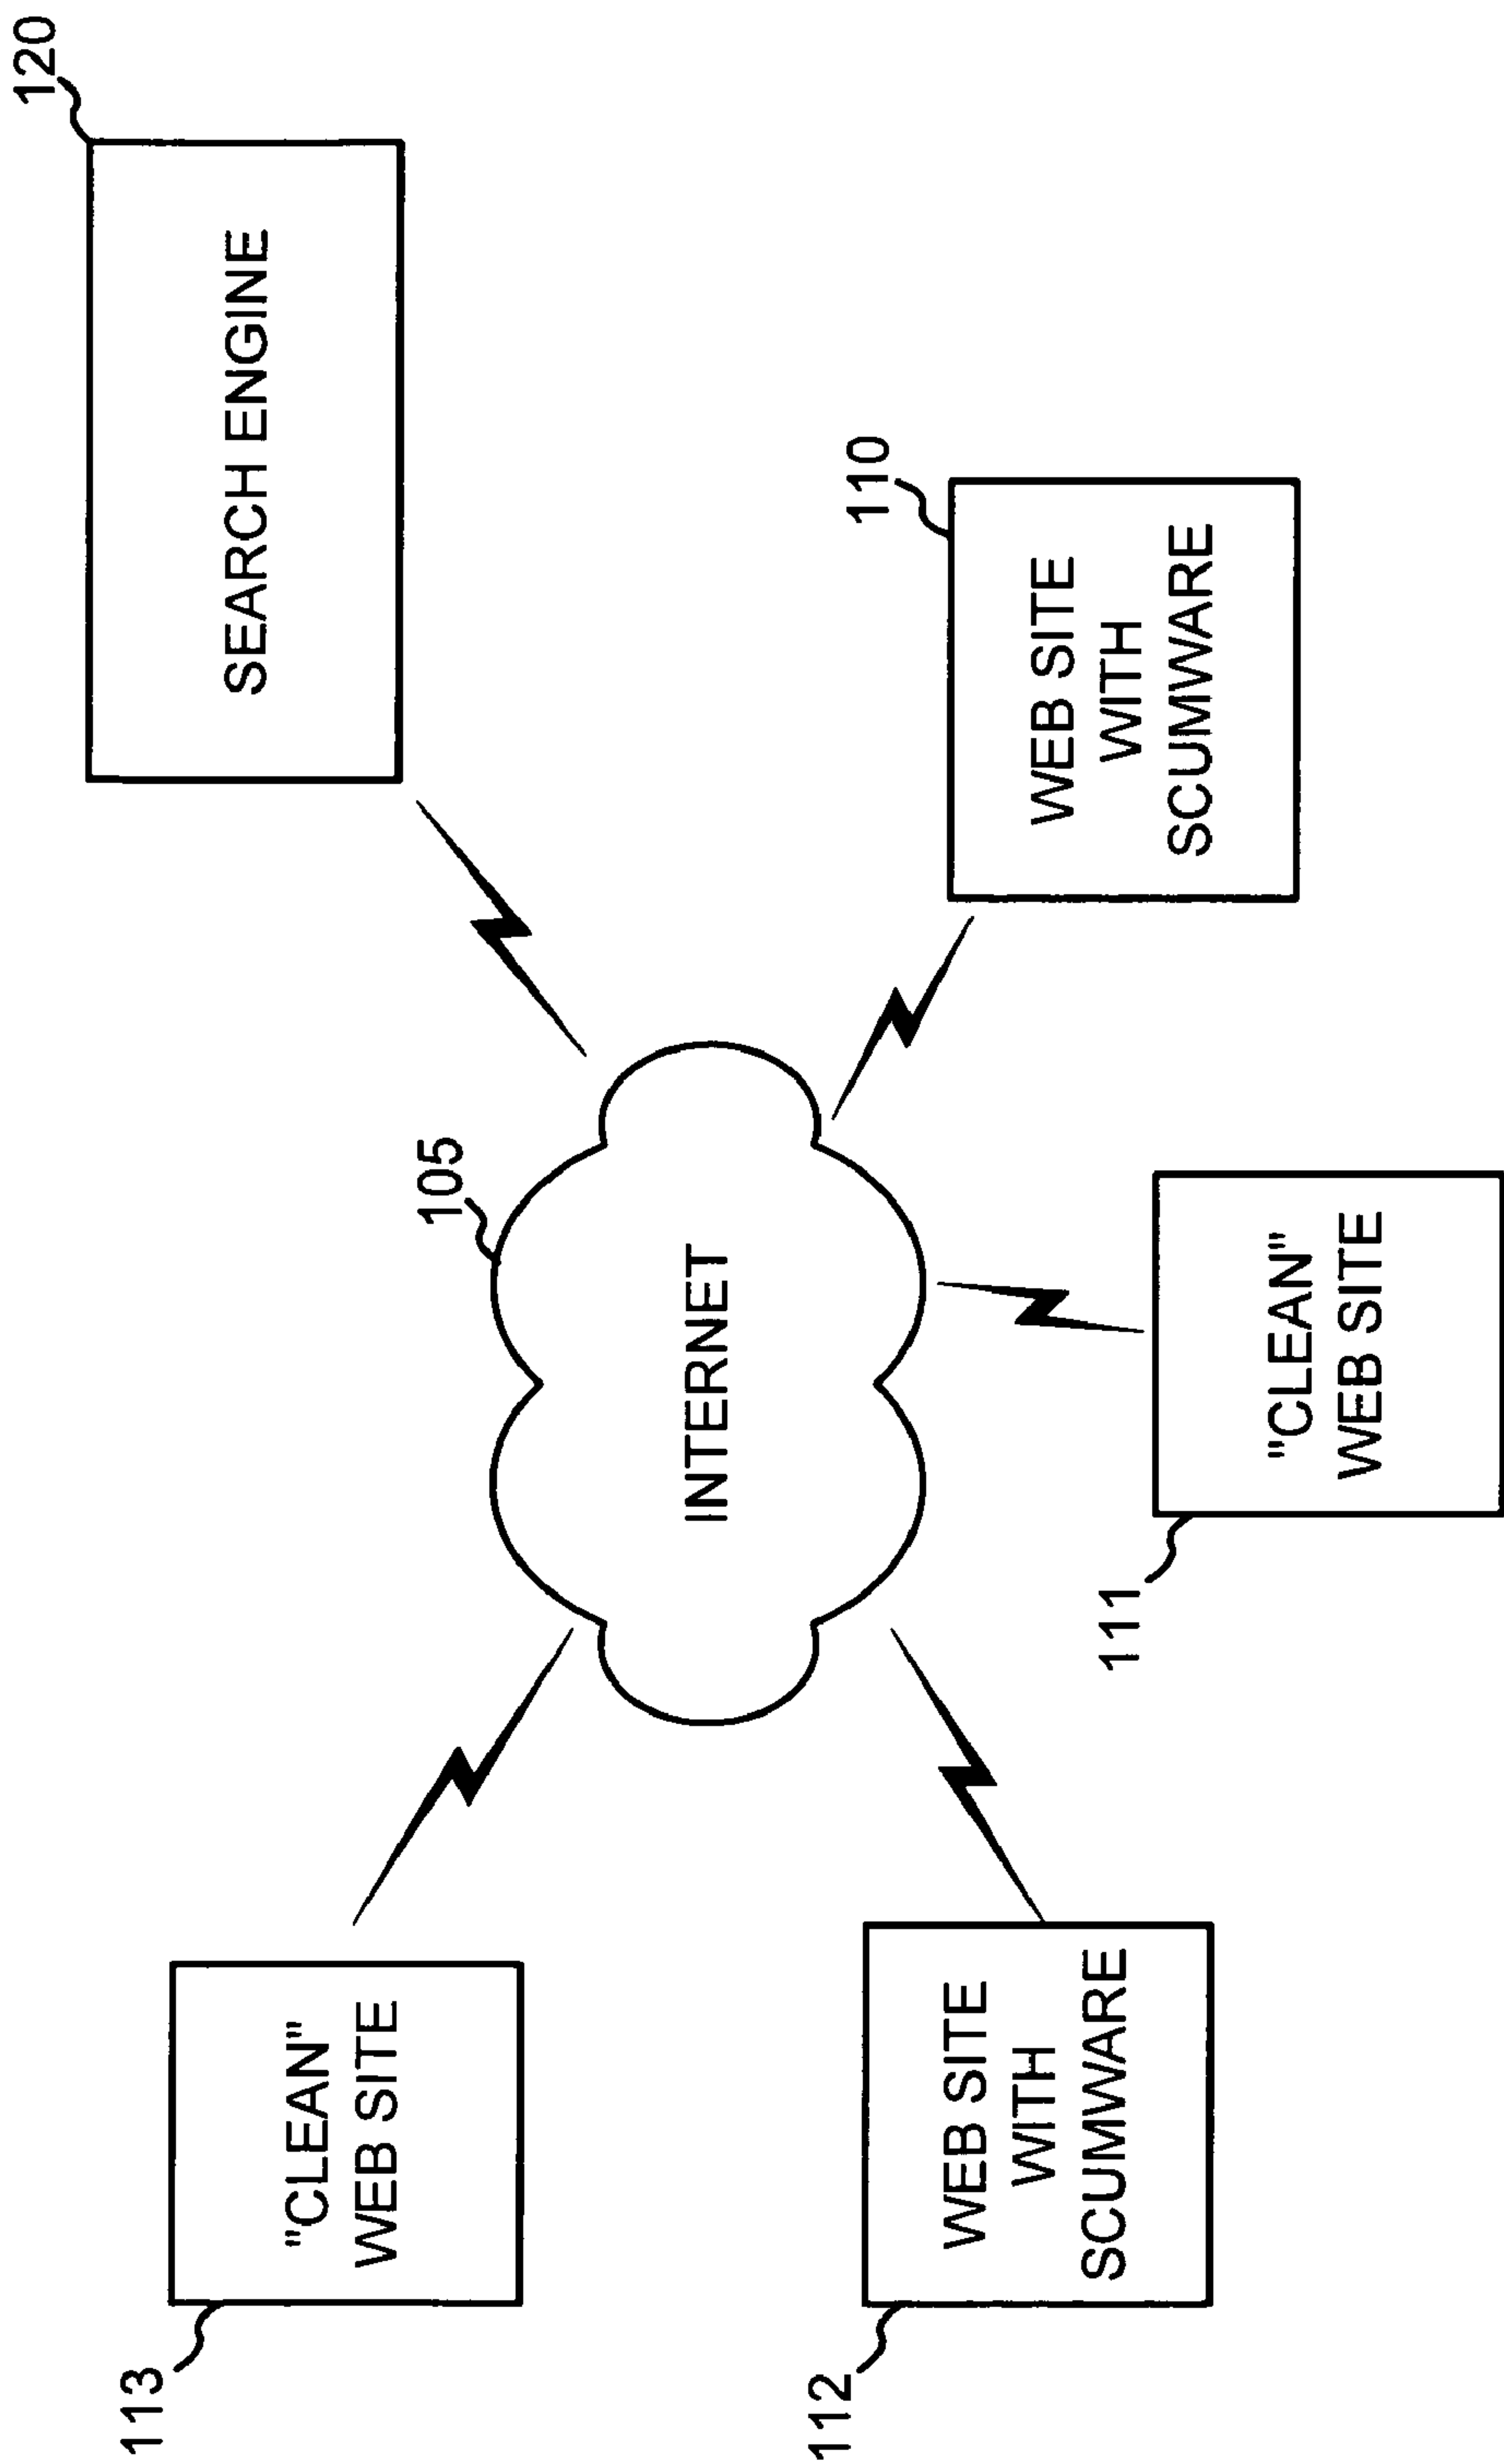 120
SEARCH ENGINE
113
"CLEAN"
WEB SITE
105
INTERNET
110
WEB SITE
WITH
SCUMWARE
112
WEB SITE
WITH
SCUMWARE
111
"CLEAN"
WEB SITE